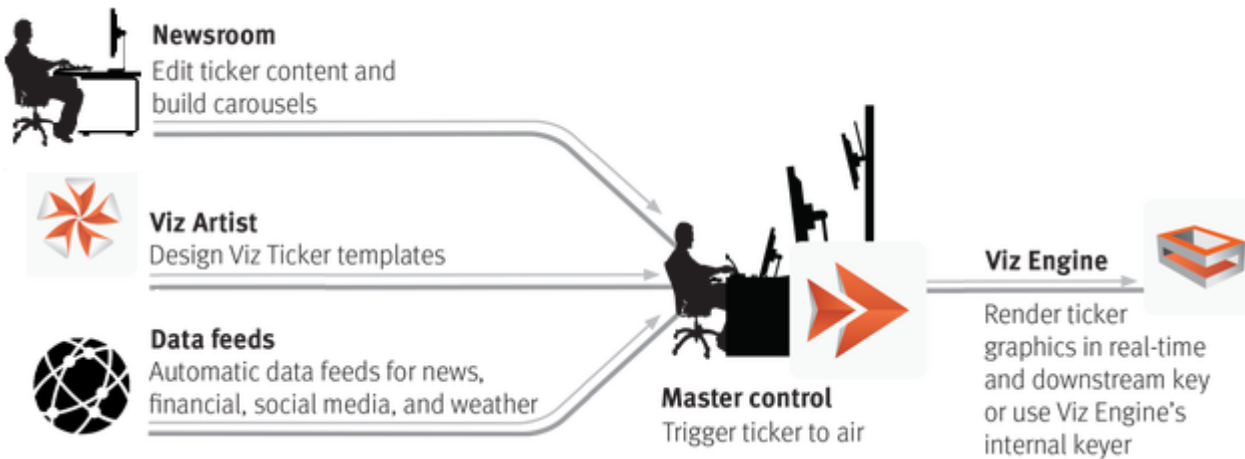 Newsroom
Edit ticker content and
build carousels
Viz Artist
Design Viz Ticker templates
Data feeds
Automatic data feeds for news,
financial, social media, and weather
Master control
Trigger ticker to air
Viz Engine
Render ticker
graphics in real-time
and downstream key
or use Viz Engine's
internal keyer